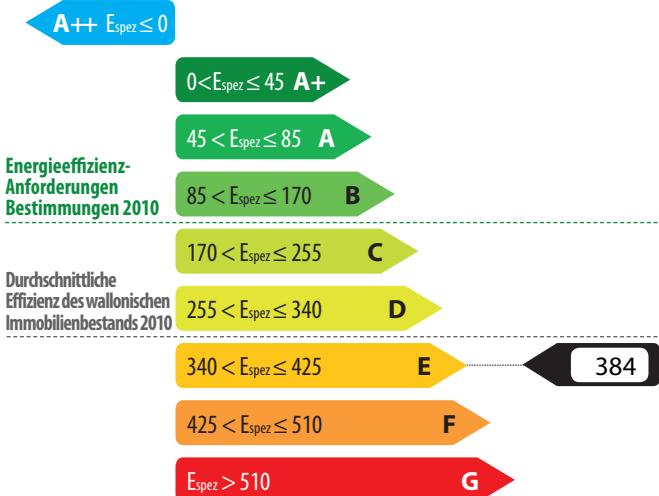 A++ Espez ≤ 0
0<Espez ≤ 45 A+
45 < Espez ≤ 85 A
Energieeffizienz-
Anforderungen
Bestimmungen 2010
85 < Espez ≤ 170 B
170 < Espez ≤ 255 C
Durchschnittliche
Effizienz des wallonischen
Immobilienbestands 2010
255 < Espez ≤ 340 D
340 < Espez ≤ 425 E 384
425 < Espez ≤ 510 F
Espez > 510 G